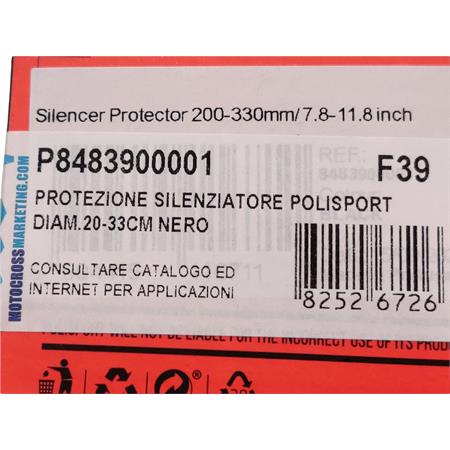 Silencer Protector 200-330mm/7.8-11.8 inch
P8483900001 F39
PROTEZIONE SILENZIATORE POLISPORT
DIAM.20-33CM NERO
CONSULTARE CATALOGO ED
INTERNET PER APPLICAZIONI
8252 6726
REF.:
BLACK
MOTOCROSSMARKETING.COM
POLISPORT WILL NOT BE LIABLE FOR THE INCORRECT USE OF ITS PROD